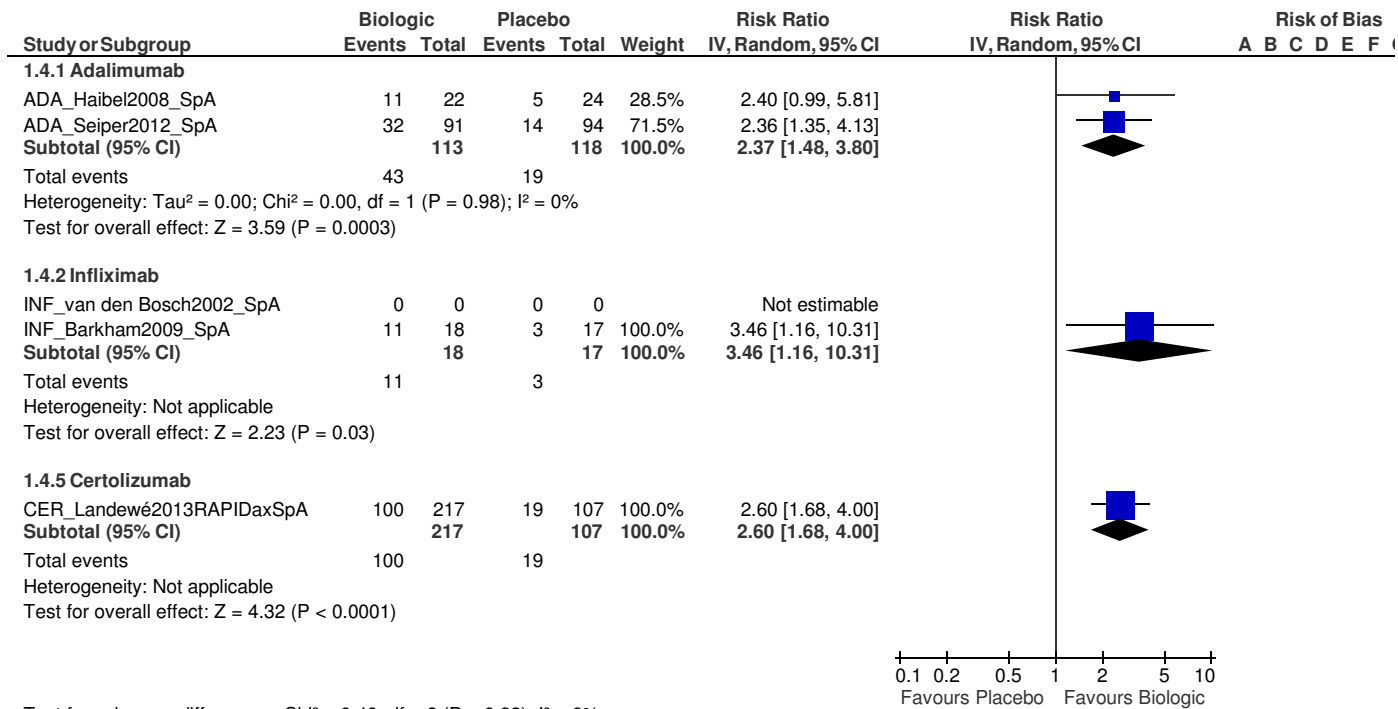 Biologic Placebo Risk Ratio Risk Ratio Risk of Bias
Study or Subgroup Events Total Events Total Weight IV, Random, 95% CI IV, Random, 95% CI A B C D E F
1.4.1 Adalimumab
ADA_Haibel2008_SpA 11 22 5 24 28.5% 2.40 [0.99, 5.81]
ADA_Seiper2012_SpA 32 91 14 94 71.5% 2.36 [1.35, 4.13]
Subtotal (95% CI) 113 118 100.0% 2.37 [1.48, 3.80]
Total events 43 19
Heterogeneity: Tau² = 0.00; Chi² = 0.00, df = 1 (P = 0.98); I² = 0%
Test for overall effect: Z = 3.59 (P = 0.0003)
1.4.2 Infliximab
INF_van den Bosch2002_SpA 0 0 0 0 Not estimable
INF_Barkham2009_SpA 11 18 3 17 100.0% 3.46 [1.16, 10.31]
Subtotal (95% CI) 18 17 100.0% 3.46 [1.16, 10.31]
Total events 11 3
Heterogeneity: Not applicable
Test for overall effect: Z = 2.23 (P = 0.03)
1.4.5 Certolizumab
CER_Landewé2013RAPIDaxSpA 100 217 19 107 100.0% 2.60 [1.68, 4.00]
Subtotal (95% CI) 217 107 100.0% 2.60 [1.68, 4.00]
Total events 100 19
Heterogeneity: Not applicable
Test for overall effect: Z = 4.32 (P < 0.0001)
0.1 0.2 0.5 1 2 5 10
Favours Placebo Favours Biologic